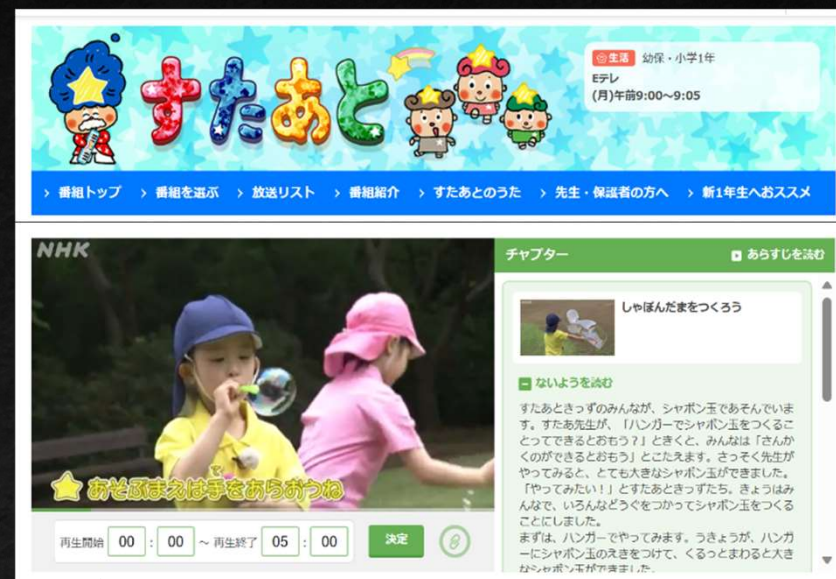 すたあと
生活 幼保・小学1年
Eテレ
(月)午前9:00~9:05
番組トップ
番組を選ぶ
放送リスト
番組紹介
すたあとのうた
先生・保護者の方へ
新1年生へおススメ
NHK
あそぶまえは手をあらおうね
て
再生開始 00 : 00 ~ 再生終了 05 : 00 決定
チャプター
あらすじを読む
しゃぼんだまをつくろう
ないようを読む
すたあときっずのみんなが、シャボン玉であそんでいま
す。すたあ先生が、「ハンガーでシャボン玉をつくるこ
とってできるとおもう?」ときくと、みんなは「さんか
くのができるとおもう」とこたえます。さっそく先生が
やってみると、とても大きなシャボン玉ができました。
「やってみたい!」とすたあときっずたち。きょうはみ
んなで、いろんなどうぐをつかってシャボン玉をつくる
ことにしました。
まずは、ハンガーでやってみます。うきょうが、ハンガ
ーにシャボン玉のえきをつけて、くるっとまわると大き
なシャボン玉ができました。